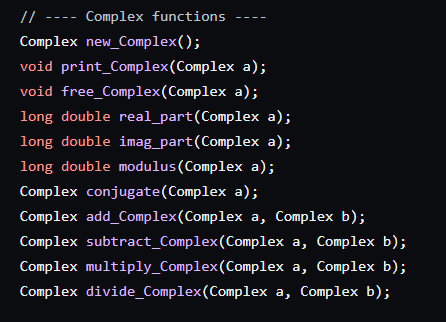 // ---- Complex functions ----
Complex new_Complex();
void print_Complex(Complex a);
void free_Complex(Complex a);
long double real_part(Complex a);
long double imag_part(Complex a);
long double modulus(Complex a);
Complex conjugate(Complex a);
Complex add_Complex(Complex a, Complex b);
Complex subtract_Complex(Complex a, Complex b);
Complex multiply_Complex(Complex a, Complex b);
Complex divide_Complex(Complex a, Complex b);